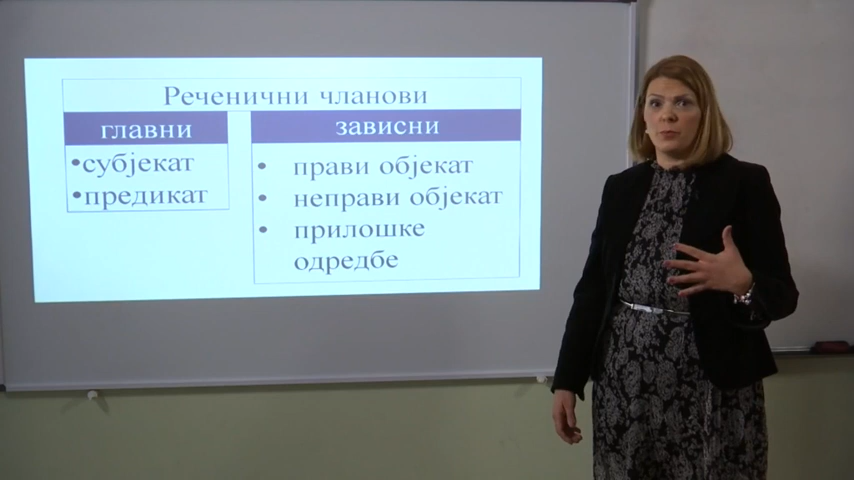 Реченични чланови
главни
•субјекат
•предикат
зависни
• прави објекат
• неправи објекат
• прилошке
одредбе